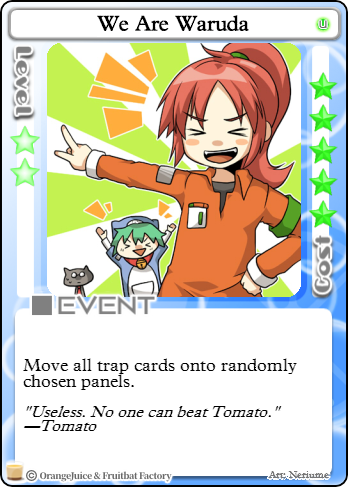 We Are Waruda
U
Level
Cost
EVENT
Move all trap cards onto randomly
chosen panels.
"Useless. No one can beat Tomato."
—Tomato
© OrangeJuice & Fruitbat Factory
Art: Neriume